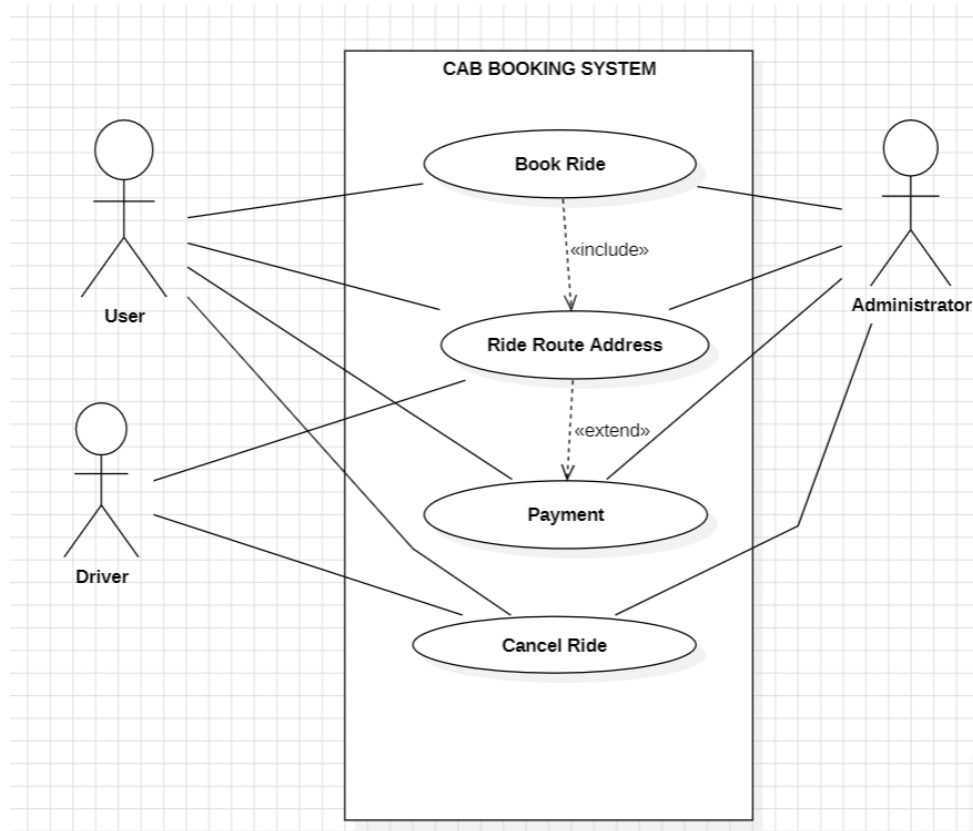 CAB BOOKING SYSTEM
Book Ride
«include»
User
Administrator
Ride Route Address
«extend»
Payment
Driver
Cancel Ride